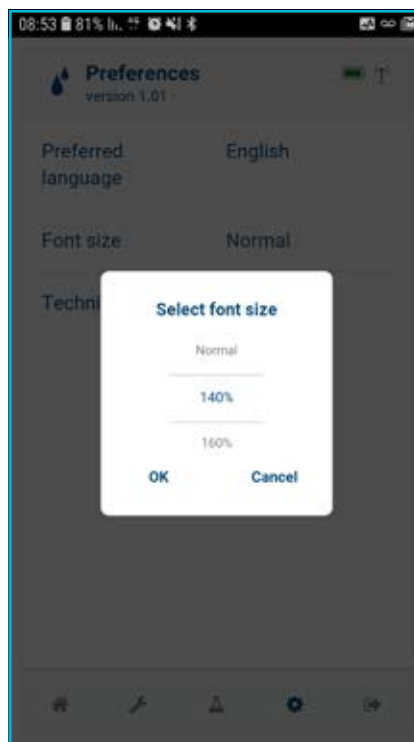 08:53 81%
Preferences
version 1.01
Preferred language
English
Font size
Normal
Techni
Select font size
Normal
140%
160%
OK
Cancel